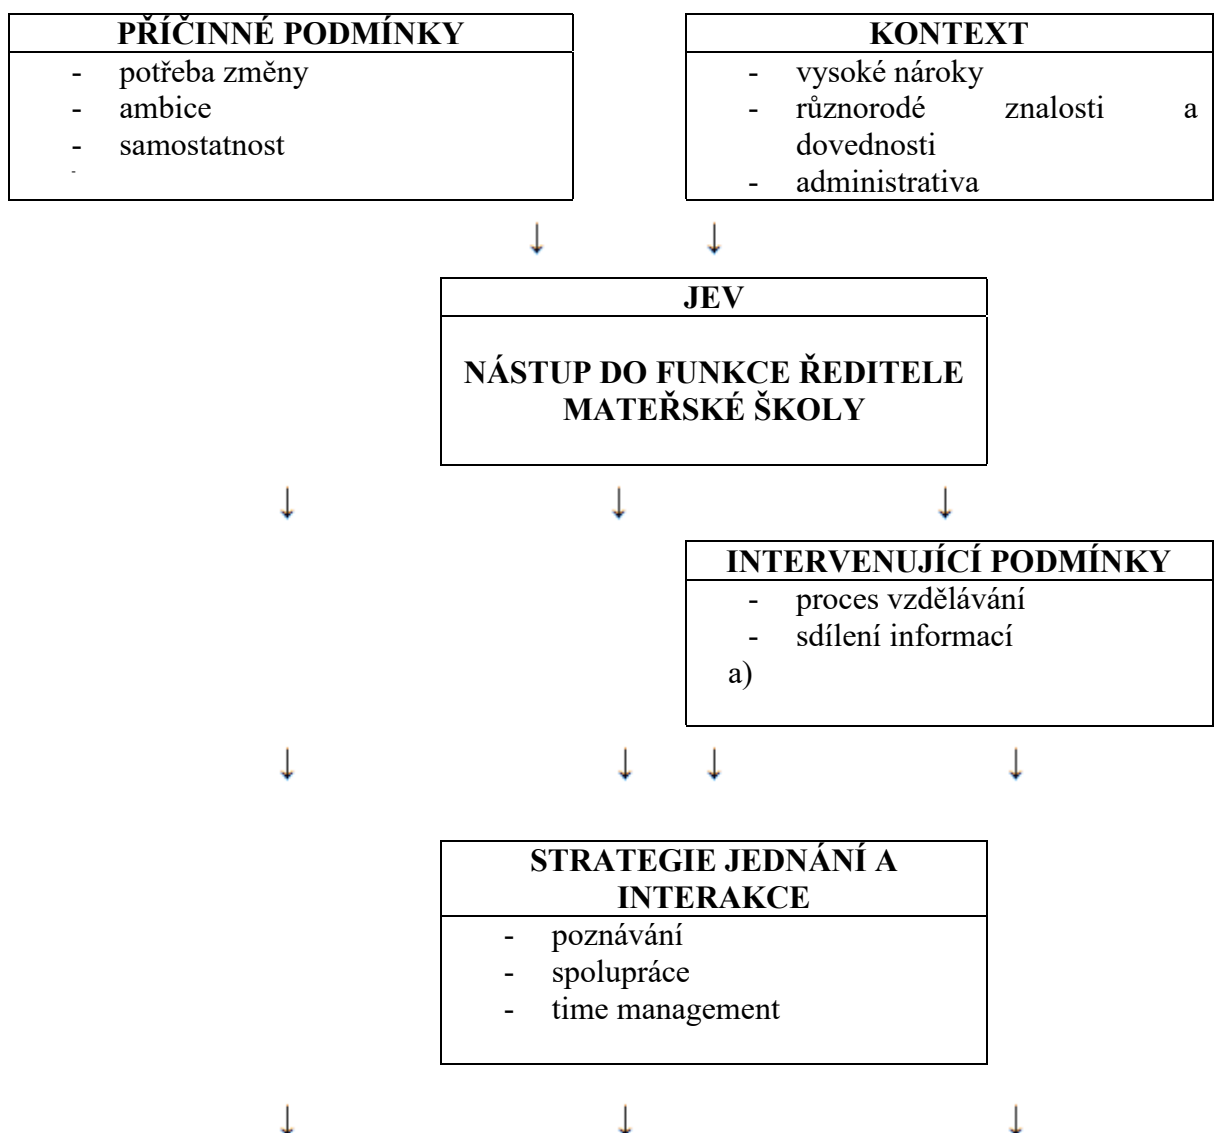 PŘÍČINNÉ PODMÍNKY
- potřeba změny
- ambice
- samostatnost
-
KONTEXT
- vysoké nároky
- různorodé znalosti a
dovednosti
- administrativa
↓ ↓
JEV
NÁSTUP DO FUNKCE ŘEDITELE
MATEŘSKÉ ŠKOLY
↓ ↓ ↓
INTERVENUJÍCÍ PODMÍNKY
- proces vzdělávání
- sdílení informací
a)
↓ ↓ ↓ ↓
STRATEGIE JEDNÁNÍ A
INTERAKCE
- poznávání
- spolupráce
- time management
↓ ↓ ↓